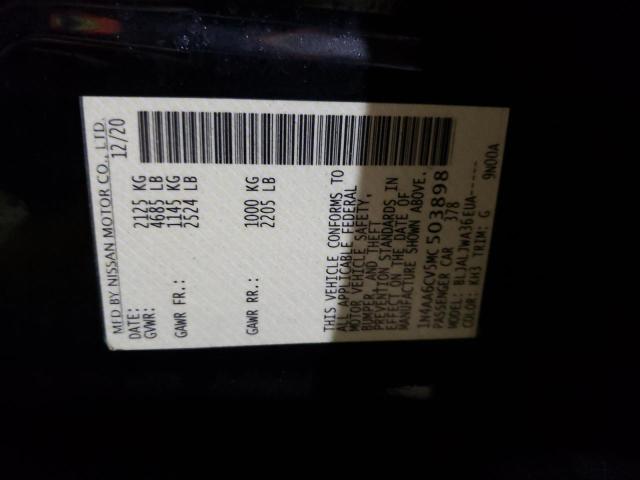 MFD BY NISSAN MOTOR CO., LTD.
DATE: 12/20
GVWR: 2125 KG
4685 LB
GAWR FR.: 1145 KG
2524 LB
GAWR RR.: 1000 KG
2205 LB
THIS VEHICLE CONFORMS TO
ALL APPLICABLE FEDERAL
MOTOR VEHICLE SAFETY,
BUMPER, AND THEFT
PREVENTION STANDARDS IN
EFFECT ON THE DATE OF
MANUFACTURE SHOWN ABOVE.
1N4AA6CV5MC503898
PASSENGER CAR 378
MODEL: BLJALJWA36EUA------
COLOR: KH3 TRIM: G 9N00A